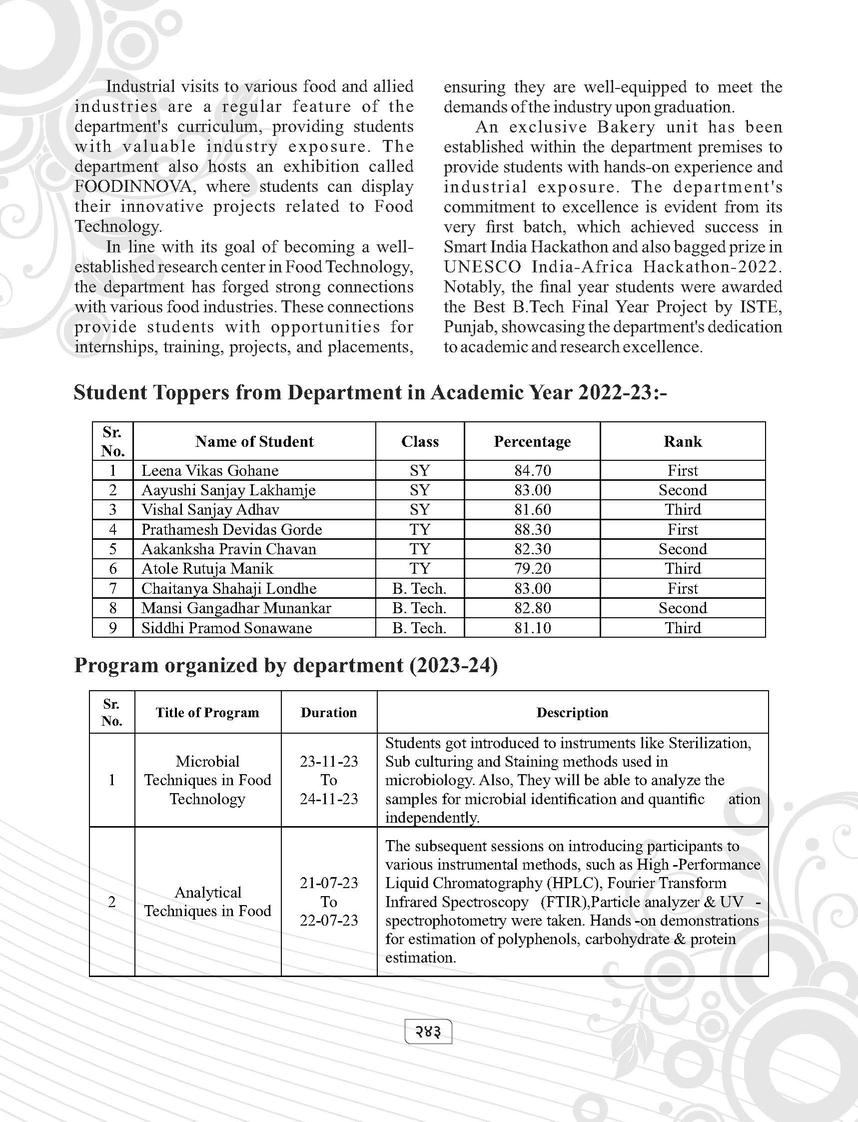 Industrial visits to various food and allied
industries are a regular feature of the
department's curriculum, providing students
with valuable industry exposure. The
department also hosts an exhibition called
FOODINNOVA, where students can display
their innovative projects related to Food
Technology.
In line with its goal of becoming a well-
established research center in Food Technology,
the department has forged strong connections
with various food industries. These connections
provide students with opportunities for
internships, training, projects, and placements,
ensuring they are well-equipped to meet the
demands of the industry upon graduation.
An exclusive Bakery unit has been
established within the department premises to
provide students with hands-on experience and
industrial exposure. The department's
commitment to excellence is evident from its
very first batch, which achieved success in
Smart India Hackathon and also bagged prize in
UNESCO India-Africa Hackathon-2022.
Notably, the final year students were awarded
the Best B.Tech Final Year Project by ISTE,
Punjab, showcasing the department's dedication
to academic and research excellence.
Student Toppers from Department in Academic Year 2022-23:-
Sr. No. Name of Student Class Percentage Rank
1 Leena Vikas Gohane SY 84.70 First
2 Aayushi Sanjay Lakhamje SY 83.00 Second
3 Vishal Sanjay Adhav SY 81.60 Third
4 Prathamesh Devidas Gorde TY 88.30 First
5 Aakanksha Pravin Chavan TY 82.30 Second
6 Atole Rutuja Manik TY 79.20 Third
7 Chaitanya Shahaji Londhe B. Tech. 83.00 First
8 Mansi Gangadhar Munankar B. Tech. 82.80 Second
9 Siddhi Pramod Sonawane B. Tech. 81.10 Third
Program organized by department (2023-24)
Sr. No. Title of Program Duration Description
1
Microbial
Techniques in Food
Technology
23-11-23
To
24-11-23
Students got introduced to instruments like Sterilization,
Sub culturing and Staining methods used in
microbiology. Also, They will be able to analyze the
samples for microbial identification and quantific ation
independently.
2
Analytical
Techniques in Food
21-07-23
To
22-07-23
The subsequent sessions on introducing participants to
various instrumental methods, such as High -Performance
Liquid Chromatography (HPLC), Fourier Transform
Infrared Spectroscopy (FTIR),Particle analyzer & UV -
spectrophotometry were taken. Hands -on demonstrations
for estimation of polyphenols, carbohydrate & protein
estimation.
२४३